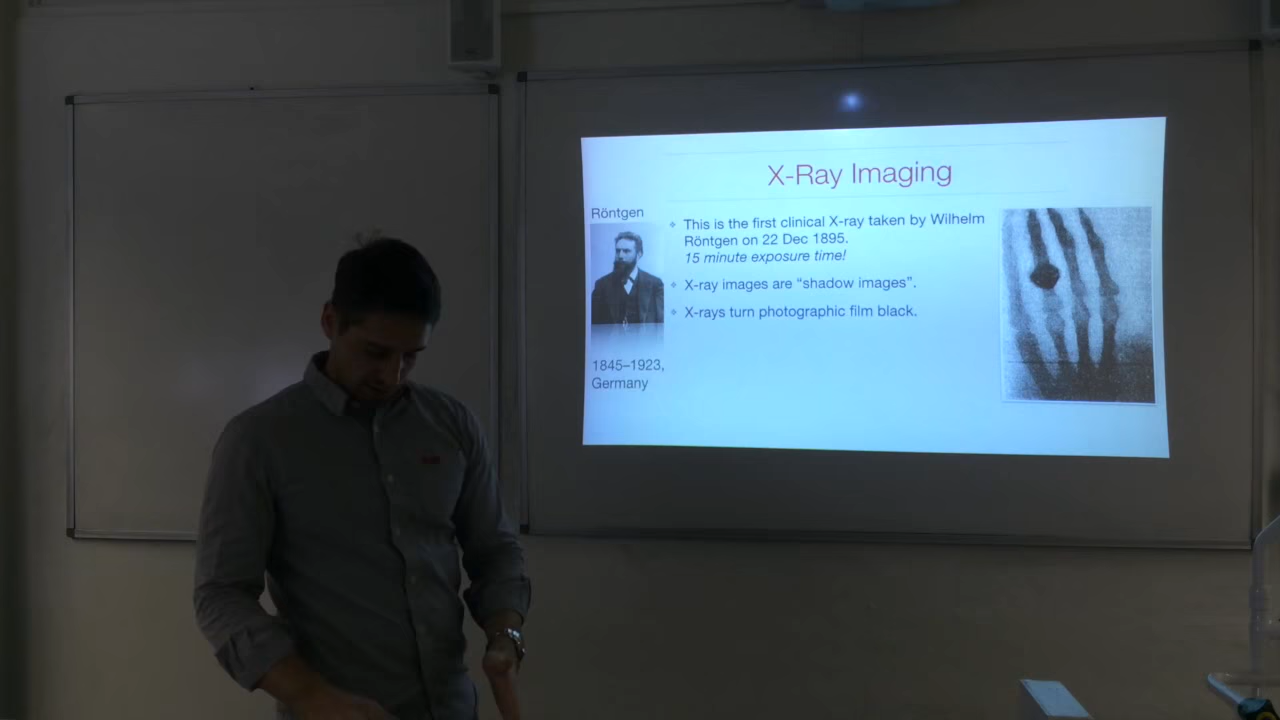 X-Ray Imaging
Röntgen
1845–1923,
Germany
This is the first clinical X-ray taken by Wilhelm
Röntgen on 22 Dec 1895.
15 minute exposure time!
X-ray images are “shadow images”.
X-rays turn photographic film black.